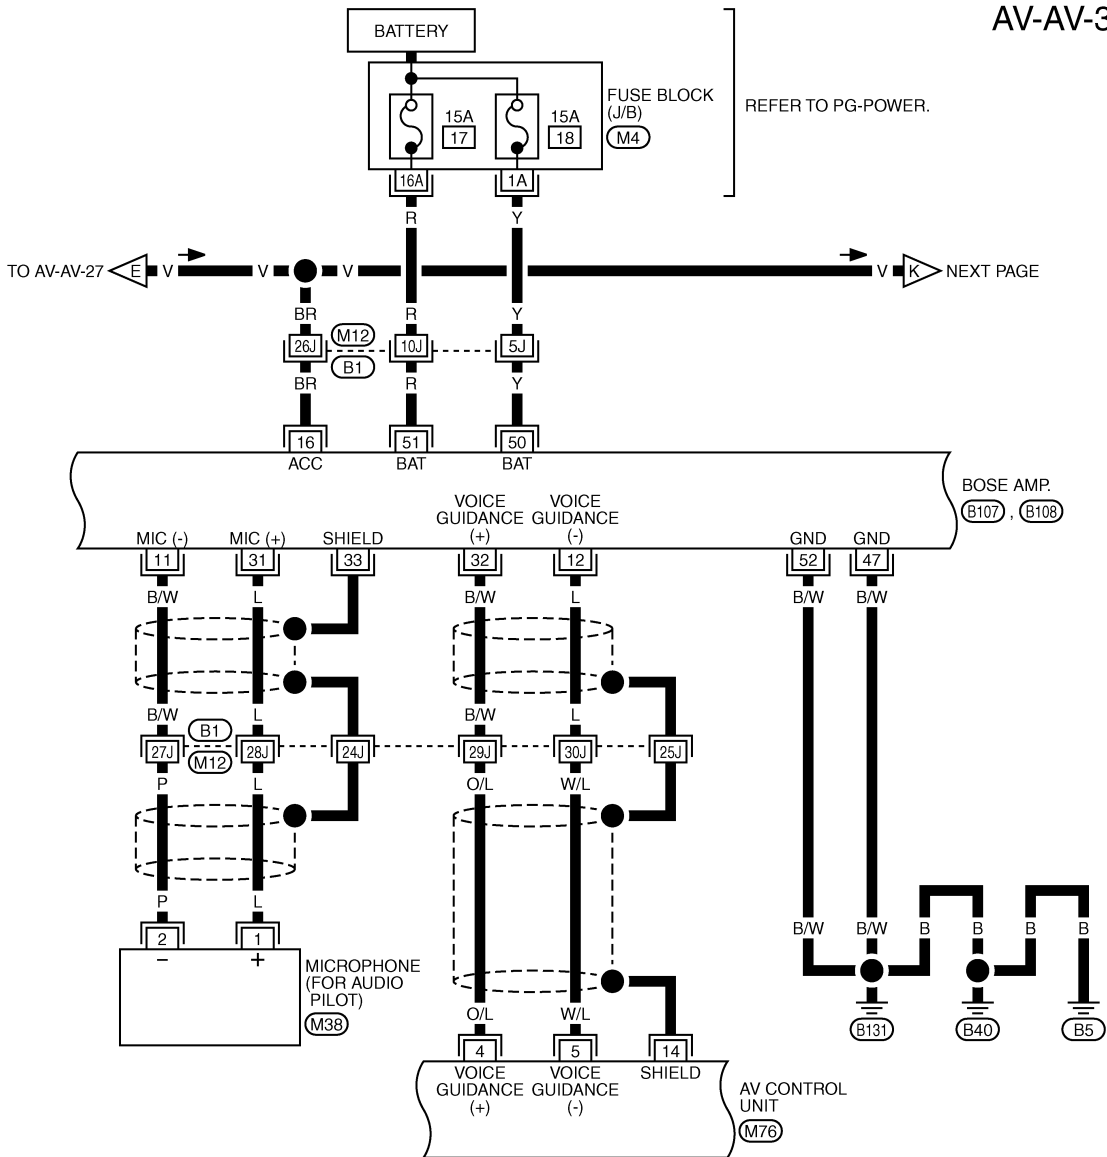 AV-AV-3
BATTERY
FUSE BLOCK
(J/B)
M4
15A
17
15A
18
REFER TO PG-POWER.
16A
1A
R
Y
TO AV-AV-27
E
V
V
V
V
K
NEXT PAGE
BR
R
Y
M12
26J
10J
5J
B1
BR
R
Y
16
51
50
ACC
BAT
BAT
BOSE AMP.
B107 , B108
VOICE
GUIDANCE
(+)
VOICE
GUIDANCE
(-)
MIC (-)
MIC (+)
SHIELD
GND
GND
11
31
33
32
12
52
47
B/W
L
B/W
L
B/W
B/W
B/W
L
B/W
L
B1
27J
28J
24J
29J
30J
25J
M12
P
L
O/L
W/L
P
L
B/W
B/W
B
B
B
B
2
1
–
+
MICROPHONE
(FOR AUDIO
PILOT)
M38
O/L
W/L
B131
B40
B5
4
5
14
VOICE
GUIDANCE
(+)
VOICE
GUIDANCE
(-)
SHIELD
AV CONTROL
UNIT
M76